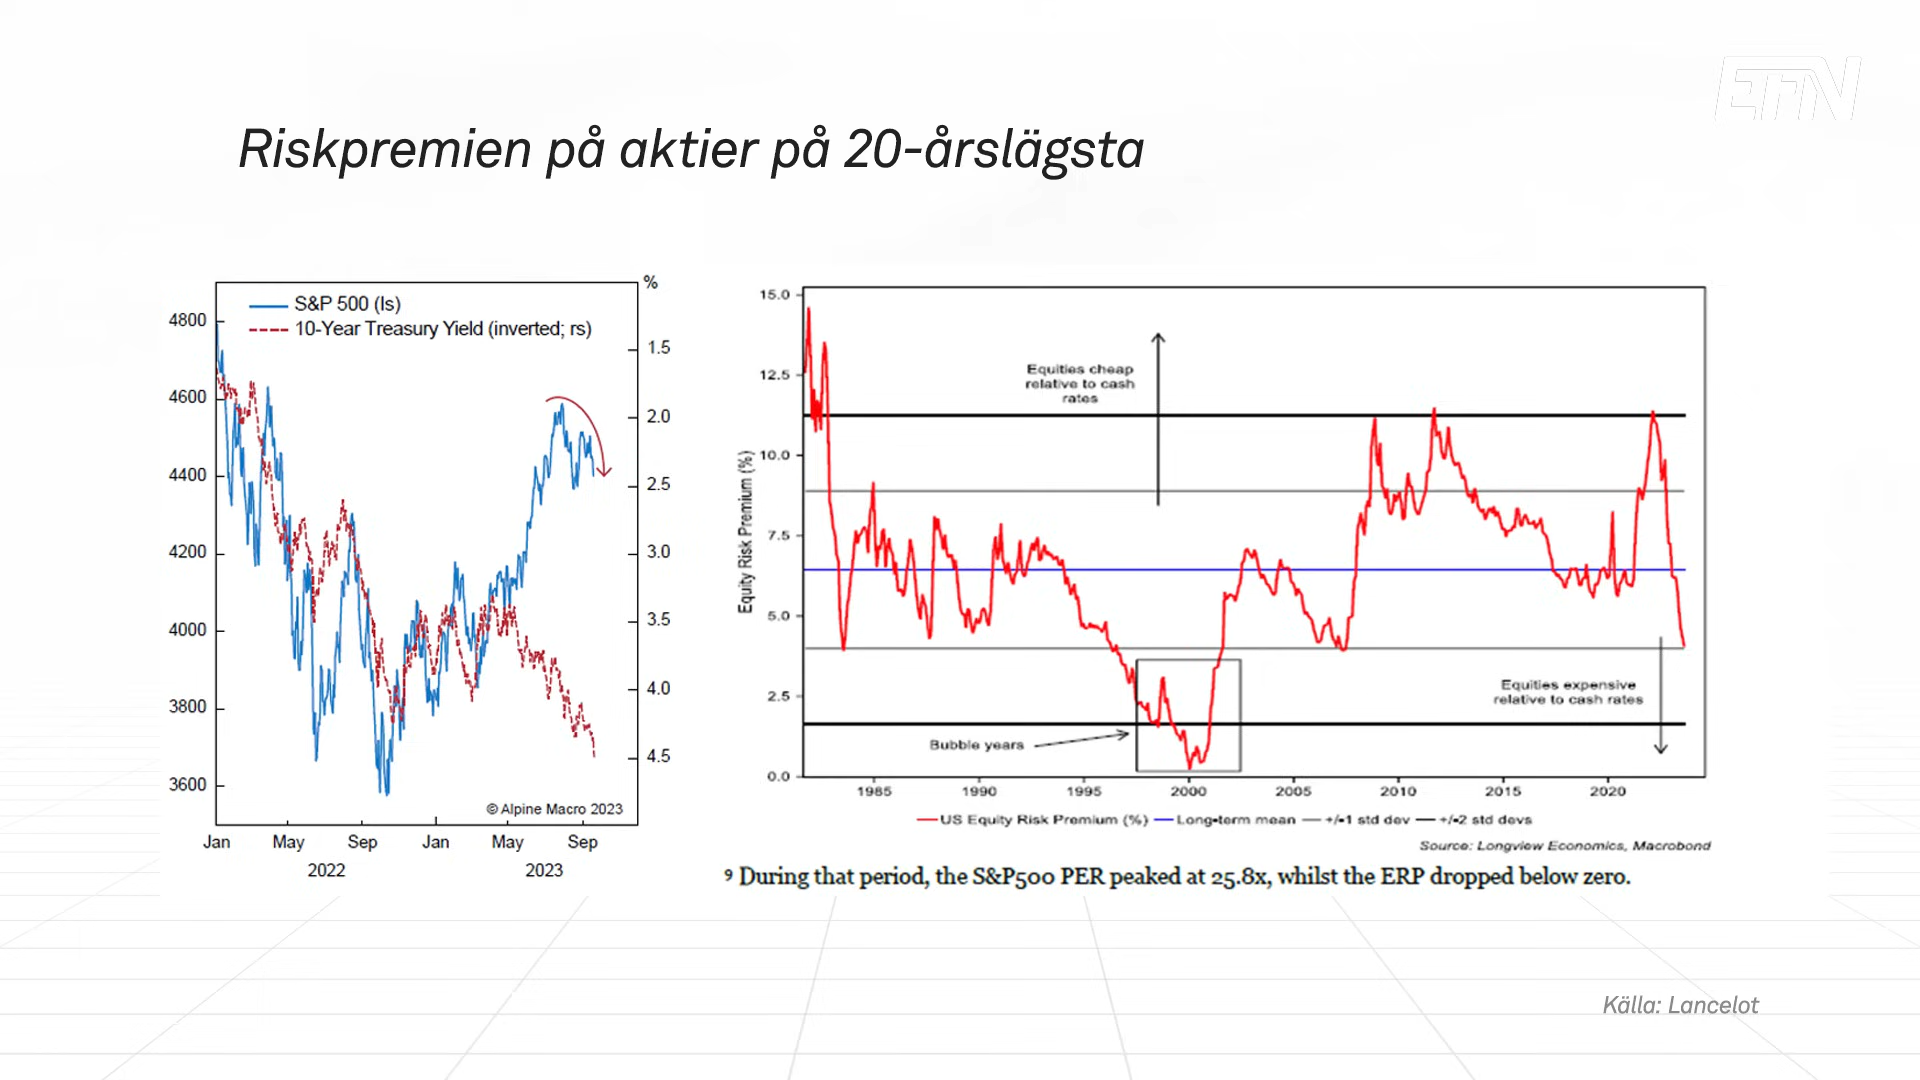 EFN
Riskpremien på aktier på 20-årslägsta
%
S&P 500 (ls)
10-Year Treasury Yield (inverted; rs)
4800
4600
4400
4200
4000
3800
3600
1.5
2.0
2.5
3.0
3.5
4.0
4.5
© Alpine Macro 2023
Jan May Sep Jan May Sep
2022 2023
Equity Risk Premium (%)
15.0
12.5
10.0
7.5
5.0
2.5
0.0
Equities cheap
relative to cash
rates
Equities expensive
relative to cash rates
Bubble years
1985 1990 1995 2000 2005 2010 2015 2020
US Equity Risk Premium (%) Long-term mean +/-1 std dev +/-2 std devs
Source: Longview Economics, Macrobond
⁹ During that period, the S&P500 PER peaked at 25.8x, whilst the ERP dropped below zero.
Källa: Lancelot